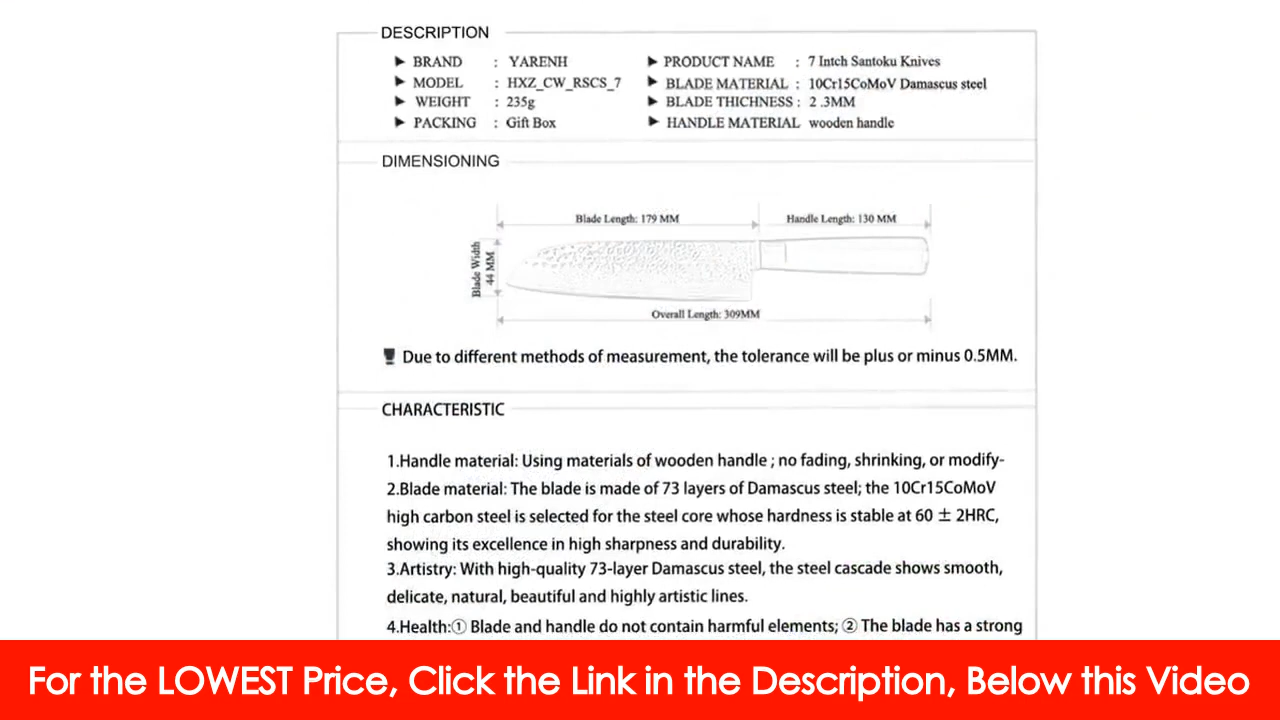 DESCRIPTION
▶ BRAND : YARENH ▶ PRODUCT NAME : 7 Intch Santoku Knives
▶ MODEL : HXZ_CW_RSCS_7 ▶ BLADE MATERIAL : 10Cr15CoMoV Damascus steel
▶ WEIGHT : 235g ▶ BLADE THICHNESS : 2 .3MM
▶ PACKING : Gift Box ▶ HANDLE MATERIAL wooden handle
DIMENSIONING
Blade Length: 179 MM Handle Length: 130 MM
Blade Width
44 MM
Overall Length: 309MM
Due to different methods of measurement, the tolerance will be plus or minus 0.5MM.
CHARACTERISTIC
1.Handle material: Using materials of wooden handle ; no fading, shrinking, or modify-
2.Blade material: The blade is made of 73 layers of Damascus steel; the 10Cr15CoMoV
high carbon steel is selected for the steel core whose hardness is stable at 60 ± 2HRC,
showing its excellence in high sharpness and durability.
3.Artistry: With high-quality 73-layer Damascus steel, the steel cascade shows smooth,
delicate, natural, beautiful and highly artistic lines.
4.Health:① Blade and handle do not contain harmful elements; ② The blade has a strong
For the LOWEST Price, Click the Link in the Description, Below this Video